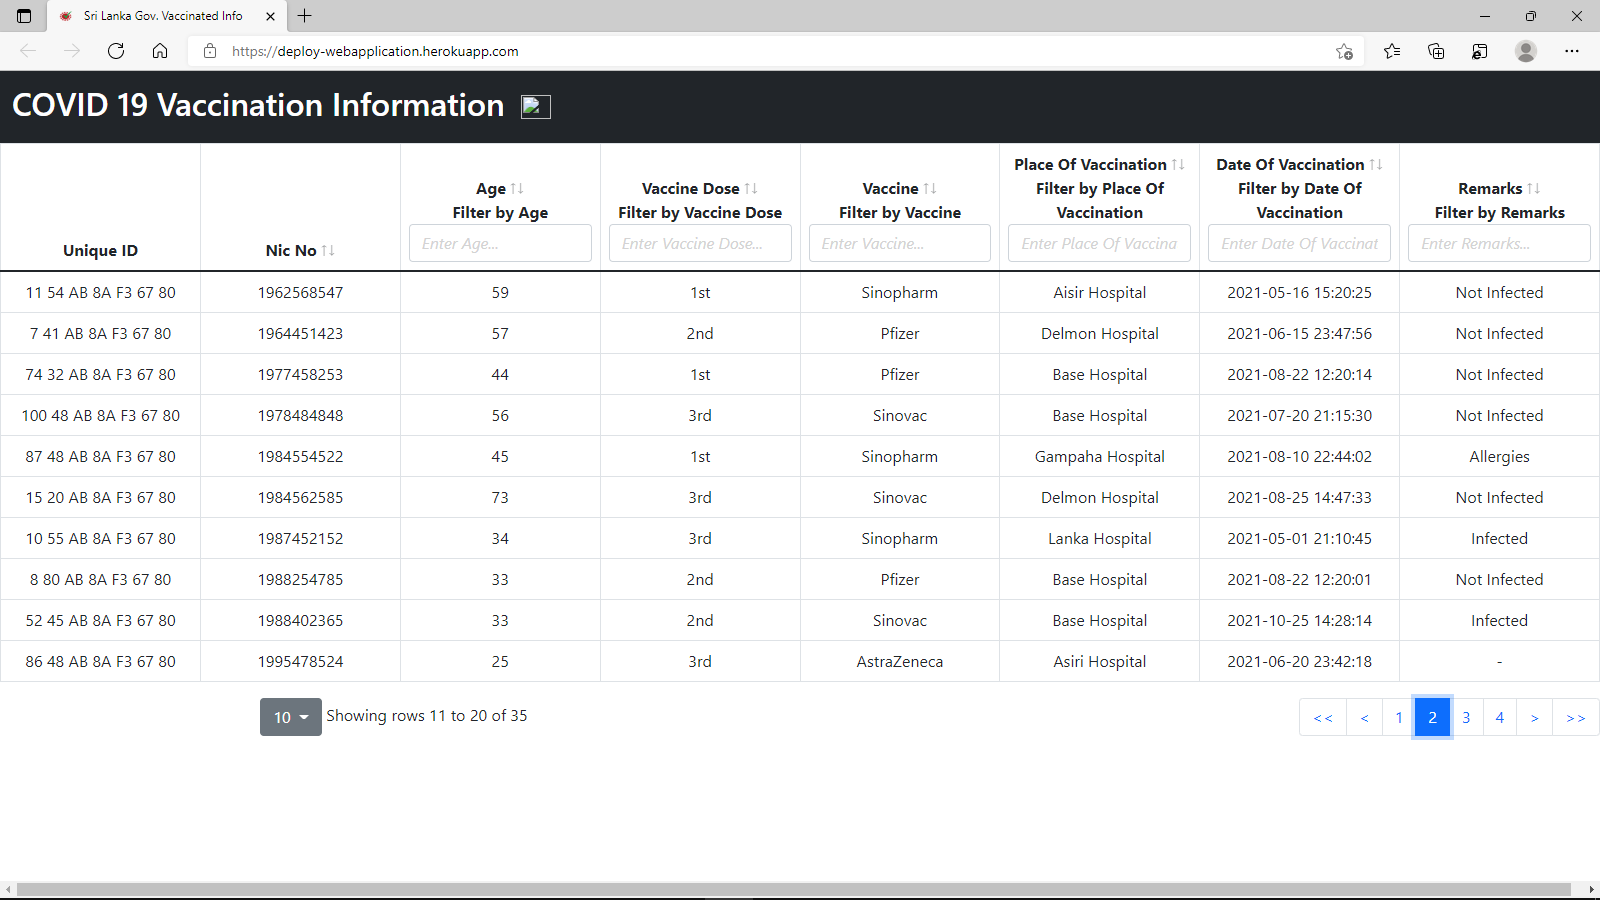 Sri Lanka Gov. Vaccinated Info
https://deploy-webapplication.herokuapp.com
COVID 19 Vaccination Information
Unique ID
Nic No ↑↓
Age ↑↓
Filter by Age
Enter Age...
Vaccine Dose ↑↓
Filter by Vaccine Dose
Enter Vaccine Dose...
Vaccine ↑↓
Filter by Vaccine
Enter Vaccine...
Place Of Vaccination ↑↓
Filter by Place Of
Vaccination
Enter Place Of Vaccina
Date Of Vaccination ↑↓
Filter by Date Of
Vaccination
Enter Date Of Vaccinat
Remarks ↑↓
Filter by Remarks
Enter Remarks...
11 54 AB 8A F3 67 80 1962568547 59 1st Sinopharm Aisir Hospital 2021-05-16 15:20:25 Not Infected
7 41 AB 8A F3 67 80 1964451423 57 2nd Pfizer Delmon Hospital 2021-06-15 23:47:56 Not Infected
74 32 AB 8A F3 67 80 1977458253 44 1st Pfizer Base Hospital 2021-08-22 12:20:14 Not Infected
100 48 AB 8A F3 67 80 1978484848 56 3rd Sinovac Base Hospital 2021-07-20 21:15:30 Not Infected
87 48 AB 8A F3 67 80 1984554522 45 1st Sinopharm Gampaha Hospital 2021-08-10 22:44:02 Allergies
15 20 AB 8A F3 67 80 1984562585 73 3rd Sinovac Delmon Hospital 2021-08-25 14:47:33 Not Infected
10 55 AB 8A F3 67 80 1987452152 34 3rd Sinopharm Lanka Hospital 2021-05-01 21:10:45 Infected
8 80 AB 8A F3 67 80 1988254785 33 2nd Pfizer Base Hospital 2021-08-22 12:20:01 Not Infected
52 45 AB 8A F3 67 80 1988402365 33 2nd Sinovac Base Hospital 2021-10-25 14:28:14 Infected
86 48 AB 8A F3 67 80 1995478524 25 3rd AstraZeneca Asiri Hospital 2021-06-20 23:42:18 -
10 Showing rows 11 to 20 of 35 << < 1 2 3 4 > >>